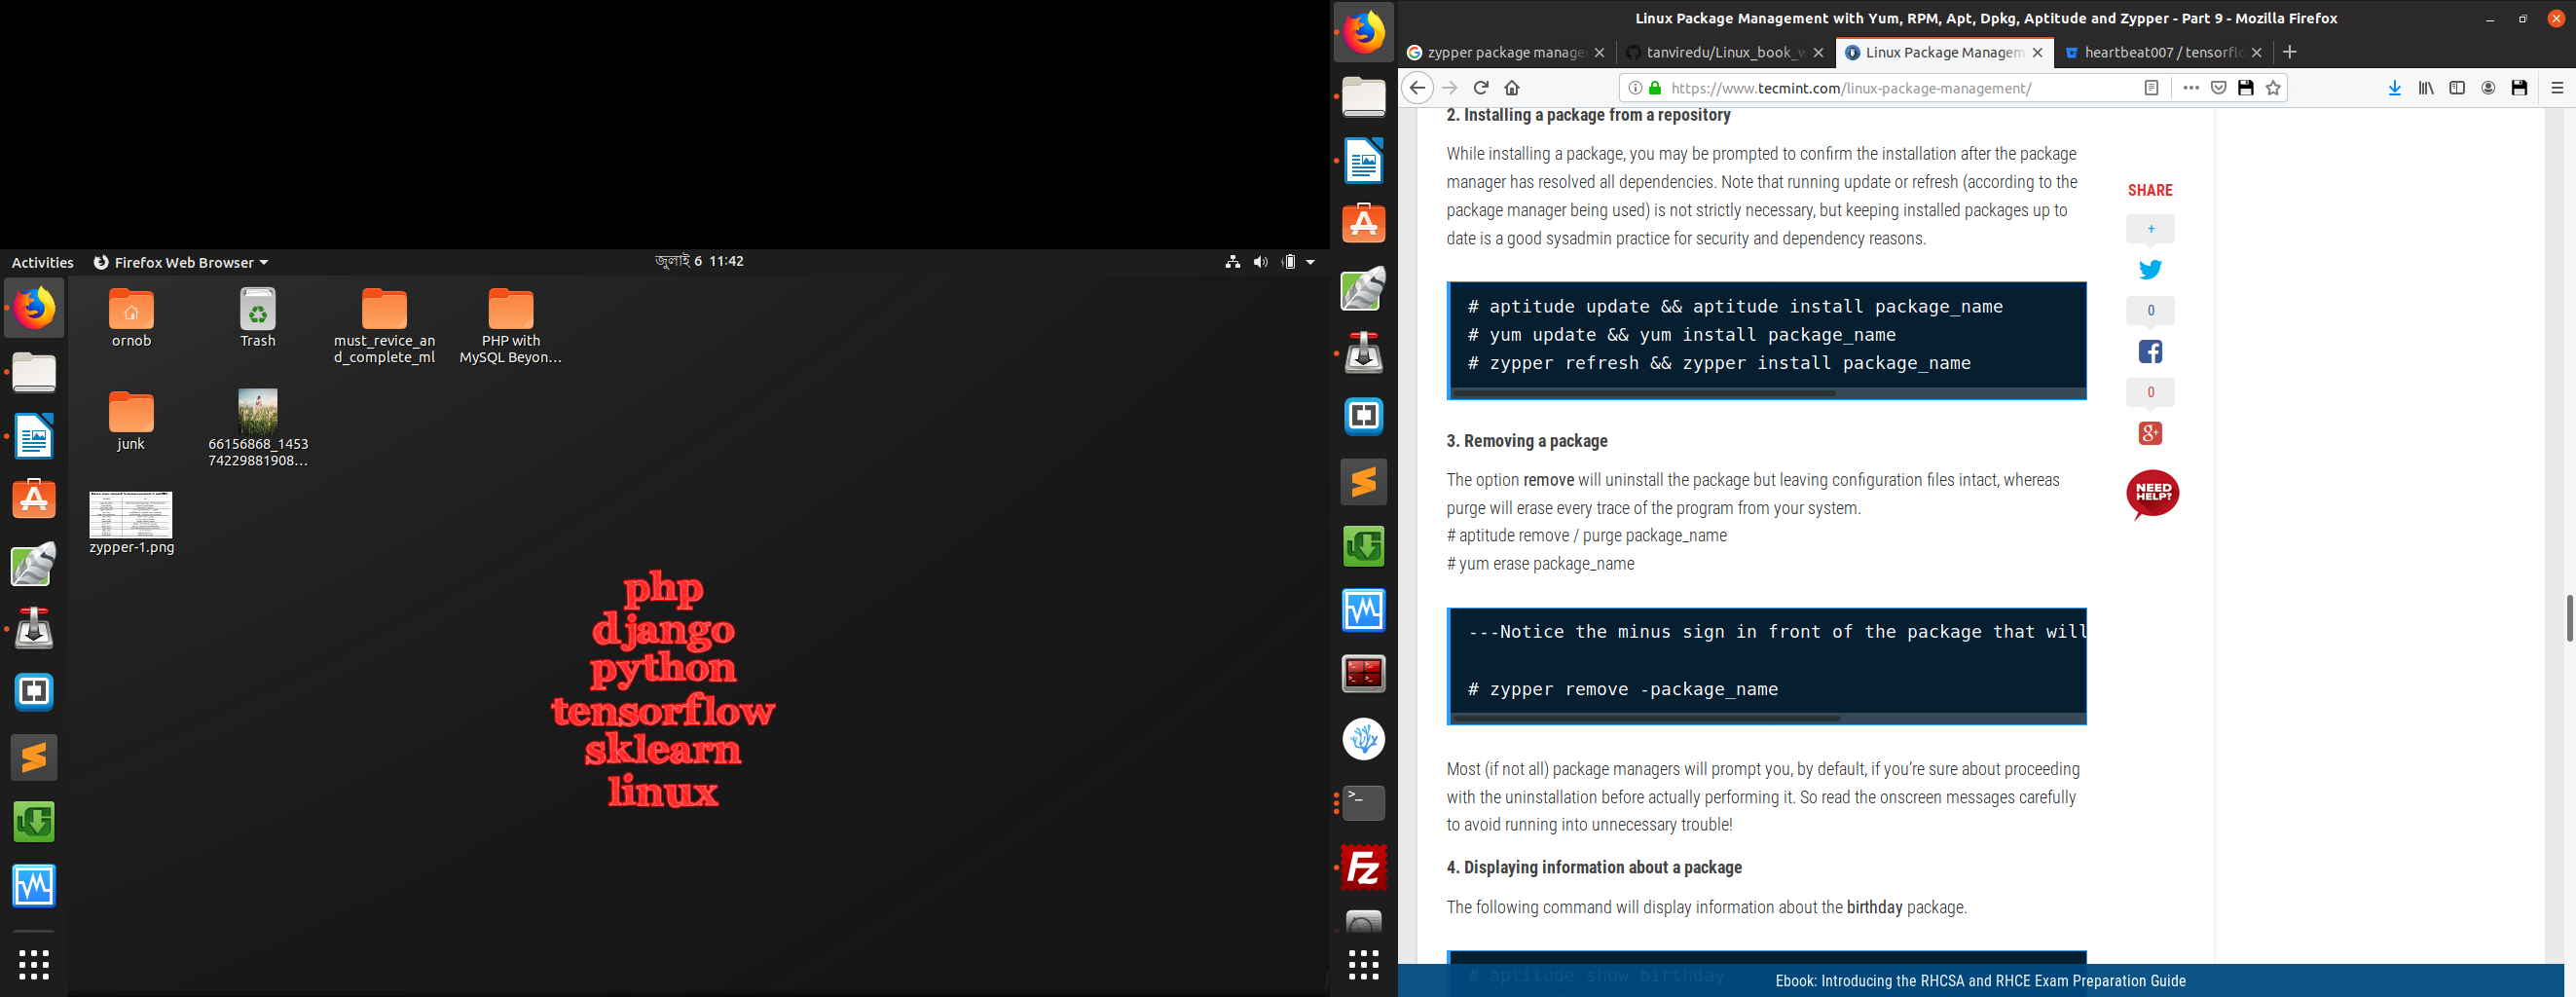 Activities
Firefox Web Browser
জুলাই 6 11:42
ornob
Trash
must_revice_an
d_complete_ml
PHP with
MySQL Beyon...
junk
66156868_1453
74229881908...
zypper-1.png
php
django
python
tensorflow
sklearn
linux
Linux Package Management with Yum, RPM, Apt, Dpkg, Aptitude and Zypper - Part 9 - Mozilla Firefox
zypper package manage
tanviredu/Linux_book_w
Linux Package Managem
heartbeat007 / tensorflo
https://www.tecmint.com/linux-package-management/
2. Installing a package from a repository
While installing a package, you may be prompted to confirm the installation after the package
manager has resolved all dependencies. Note that running update or refresh (according to the
package manager being used) is not strictly necessary, but keeping installed packages up to
date is a good sysadmin practice for security and dependency reasons.
# aptitude update && aptitude install package_name
# yum update && yum install package_name
# zypper refresh && zypper install package_name
3. Removing a package
The option remove will uninstall the package but leaving configuration files intact, whereas
purge will erase every trace of the program from your system.
# aptitude remove / purge package_name
# yum erase package_name
---Notice the minus sign in front of the package that will
# zypper remove -package_name
Most (if not all) package managers will prompt you, by default, if you’re sure about proceeding
with the uninstallation before actually performing it. So read the onscreen messages carefully
to avoid running into unnecessary trouble!
4. Displaying information about a package
The following command will display information about the birthday package.
# aptitude show birthday
SHARE
+
0
0
NEED
HELP?
Ebook: Introducing the RHCSA and RHCE Exam Preparation Guide